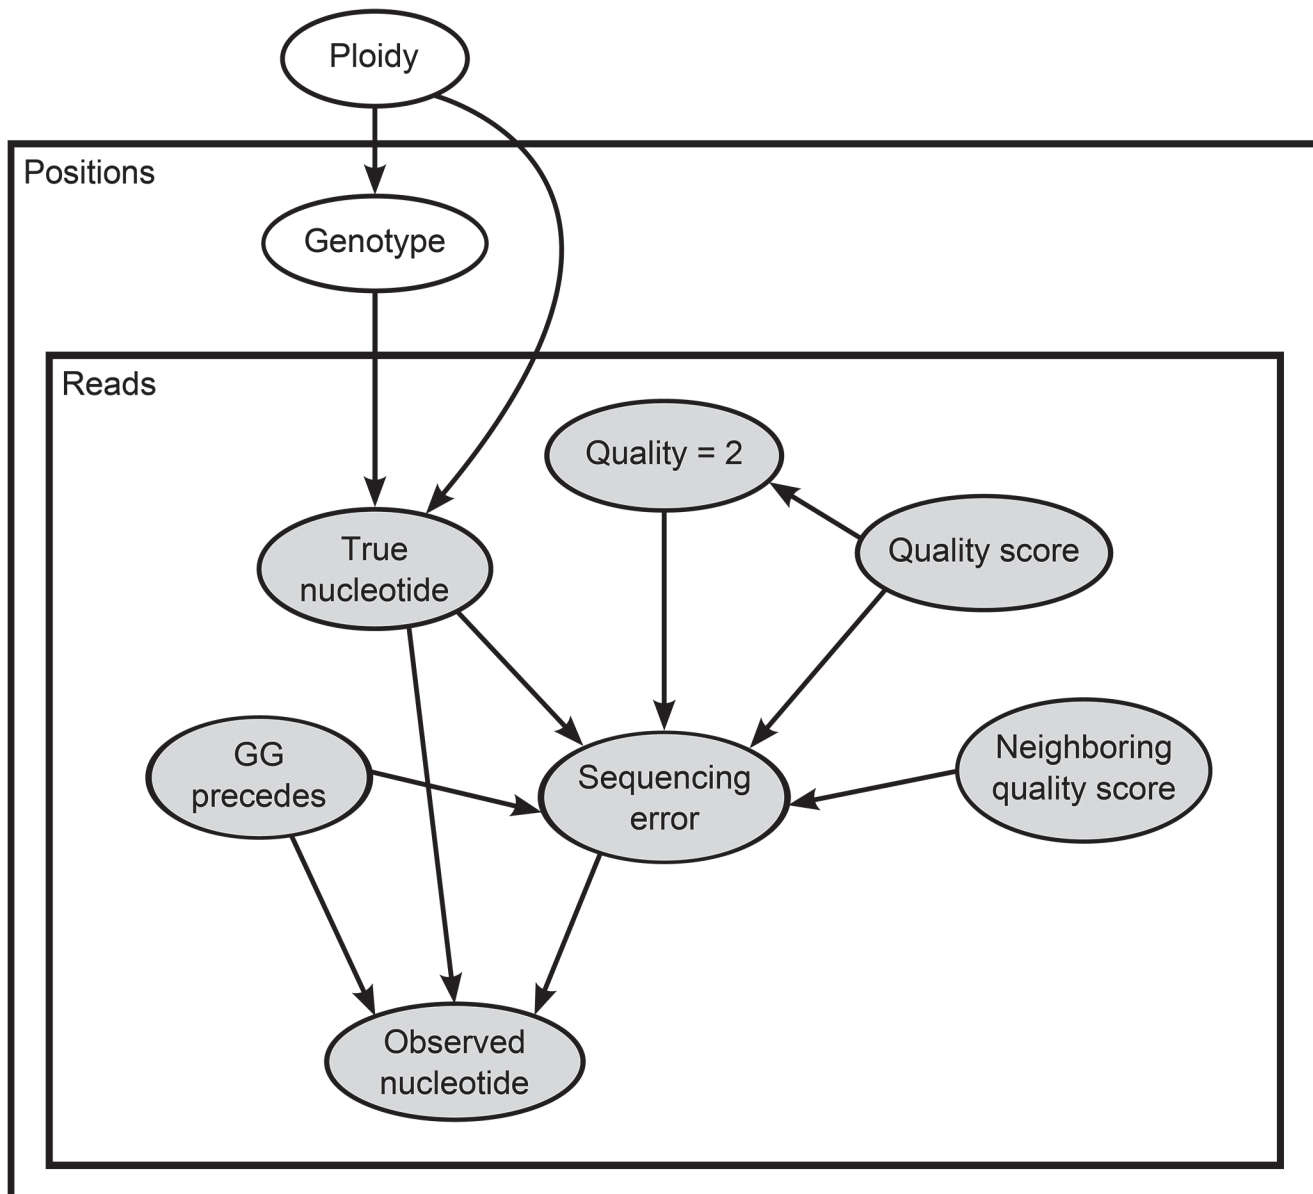 Ploidy
Positions
Genotype
Reads
Quality = 2
Quality score
True
nucleotide
GG
precedes
Sequencing
error
Neighboring
quality score
Observed
nucleotide